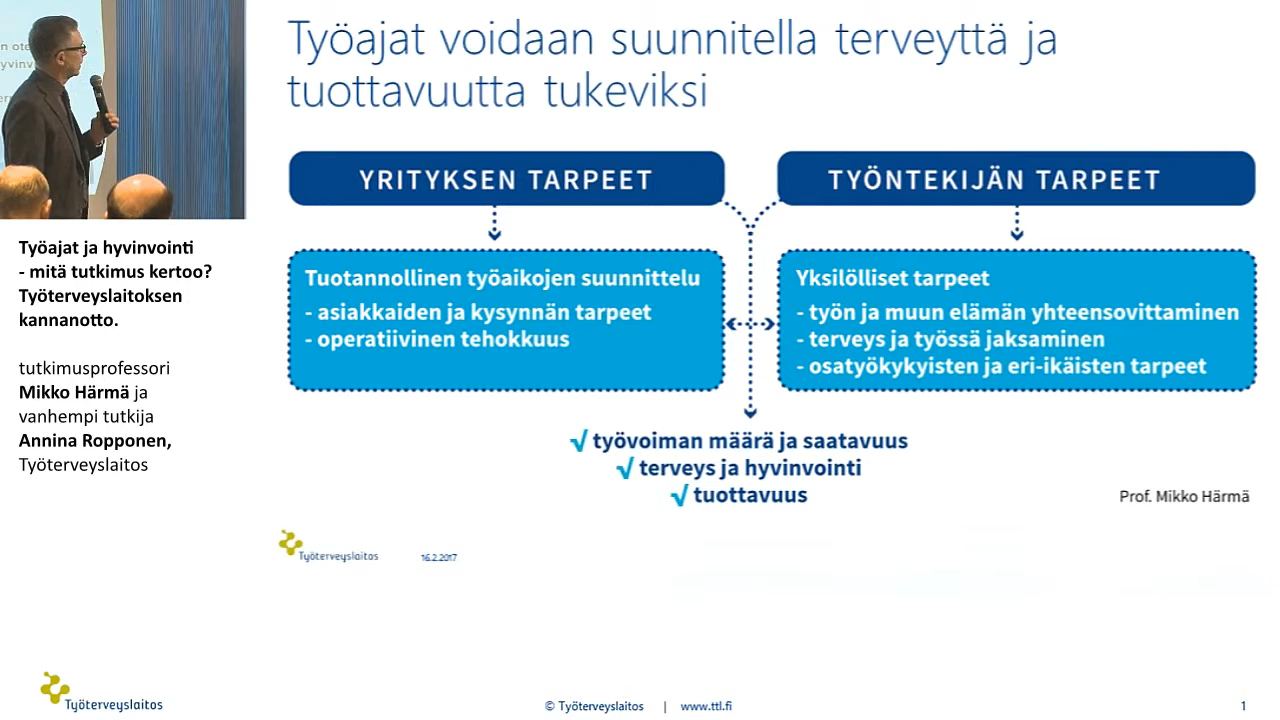 Työajat voidaan suunnitella terveyttä ja
tuottavuutta tukeviksi
YRITYKSEN TARPEET
TYÖNTEKIJÄN TARPEET
Tuotannollinen työaikojen suunnittelu
- asiakkaiden ja kysynnän tarpeet
- operatiivinen tehokkuus
Yksilölliset tarpeet
- työn ja muun elämän yhteensovittaminen
- terveys ja työssä jaksaminen
- osatyökykyisten ja eri-ikäisten tarpeet
√ työvoiman määrä ja saatavuus
√ terveys ja hyvinvointi
√ tuottavuus
Prof. Mikko Härmä
Työterveyslaitos
16.2.2017
Työajat ja hyvinvointi
- mitä tutkimus kertoo?
Työterveyslaitoksen
kannanotto.
tutkimusprofessori
Mikko Härmä ja
vanhempi tutkija
Annina Ropponen,
Työterveyslaitos
Työterveyslaitos
© Työterveyslaitos | www.ttl.fi
1